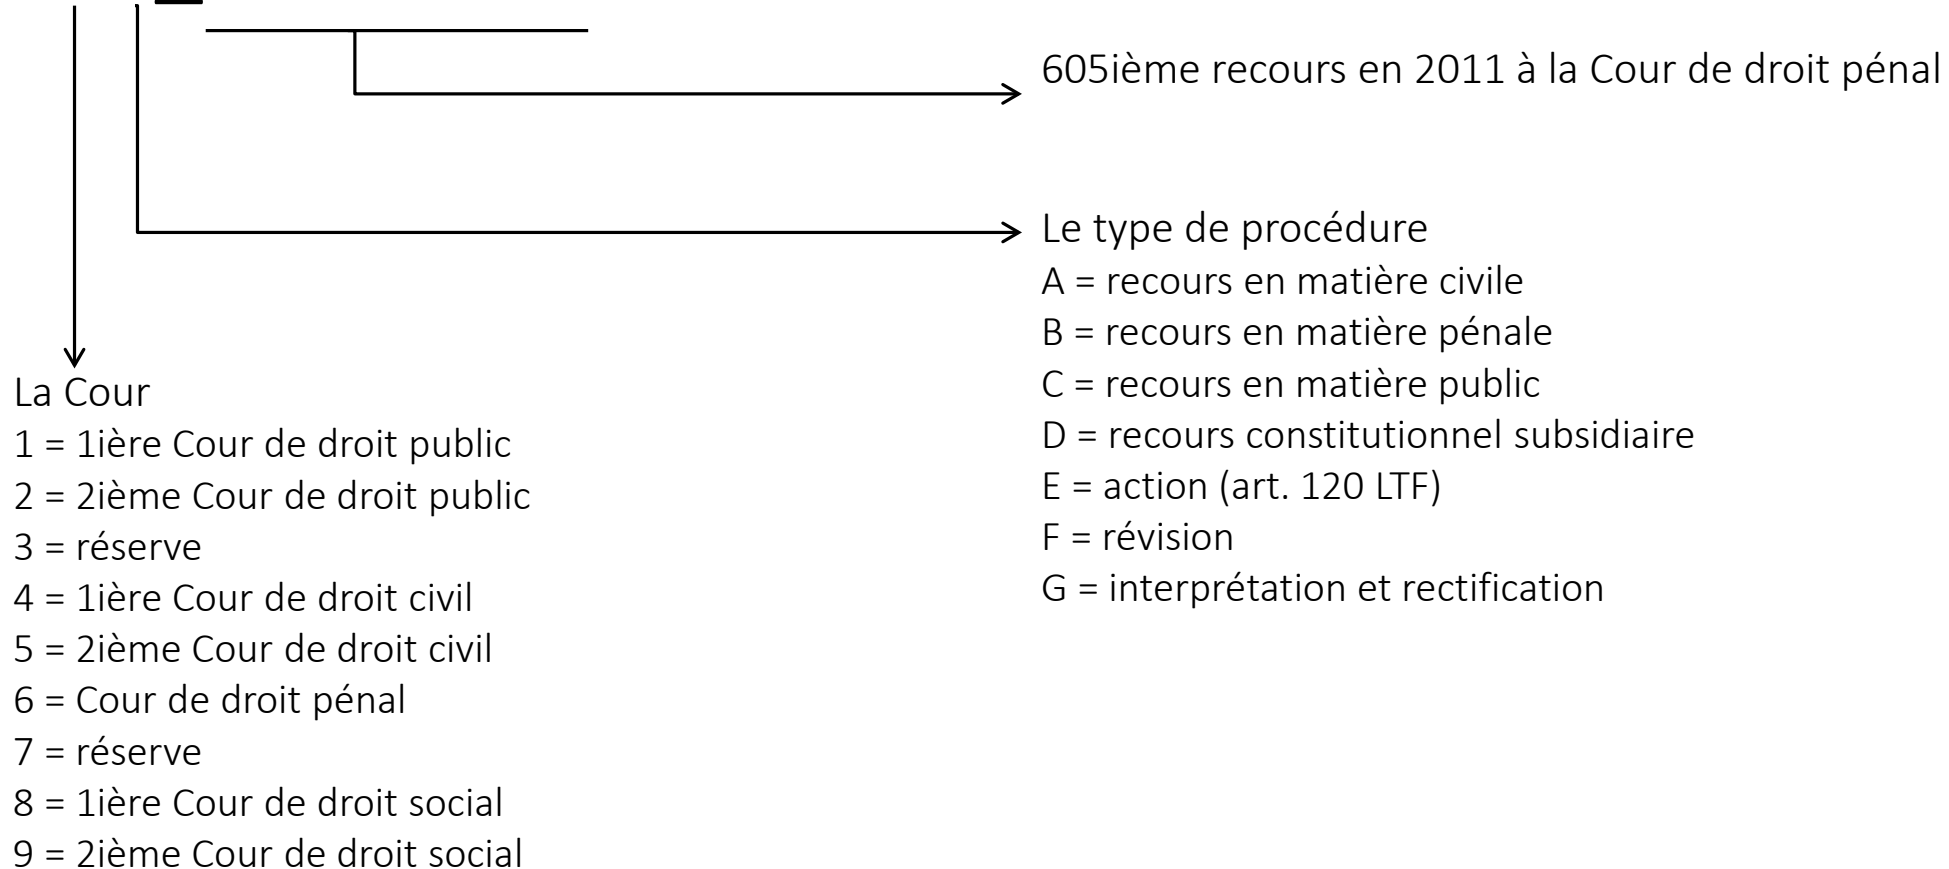 605ième recours en 2011 à la Cour de droit pénal
Le type de procédure
A = recours en matière civile
B = recours en matière pénale
C = recours en matière public
D = recours constitutionnel subsidiaire
E = action (art. 120 LTF)
F = révision
G = interprétation et rectification
La Cour
1 = 1ière Cour de droit public
2 = 2ième Cour de droit public
3 = réserve
4 = 1ière Cour de droit civil
5 = 2ième Cour de droit civil
6 = Cour de droit pénal
7 = réserve
8 = 1ière Cour de droit social
9 = 2ième Cour de droit social